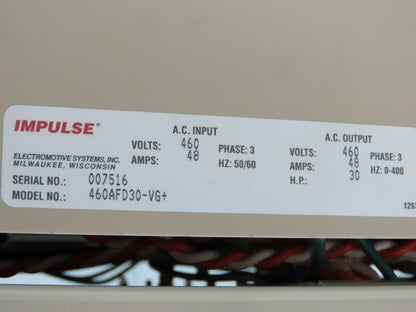 IMPULSE®
ELECTROMOTIVE SYSTEMS, INC.
MILWAUKEE, WISCONSIN
SERIAL NO.: 007516
MODEL NO.: 460AFD30-VG+
A.C. INPUT
VOLTS: 460 PHASE: 3
AMPS: 48 HZ: 50/60
A.C. OUTPUT
VOLTS: 460 PHASE: 3
AMPS: 48 HZ: 0-400
H.P.: 30